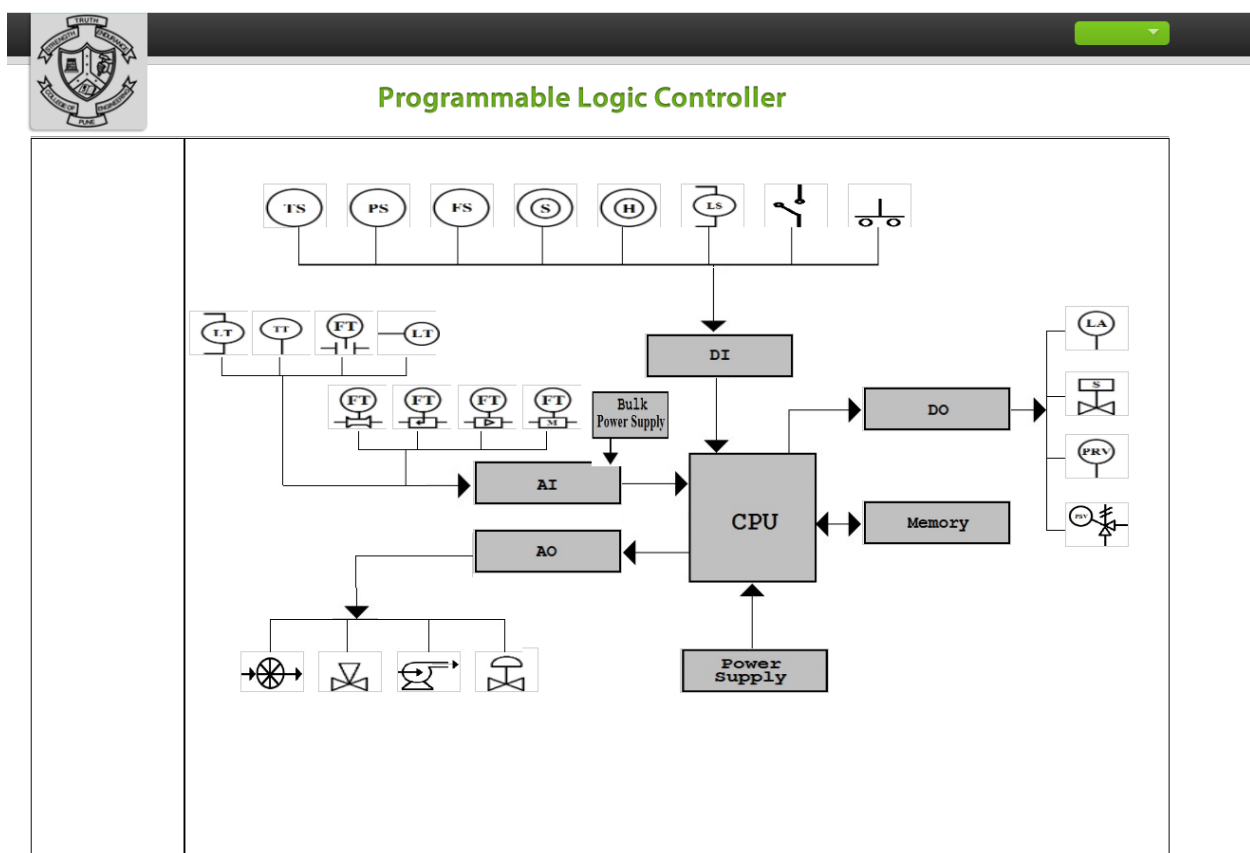 TRUTH
STRENGTH
ENDURANCE
COLLEGE OF
ENGINEERING
PUNE
Programmable Logic Controller
TS
PS
FS
S
H
LS
LT
TT
FT
LT
DI
LA
FT
FT
FT
FT
M
Bulk
Power Supply
S
DO
PRV
AI
CPU
Memory
PSV
AO
Power
Supply